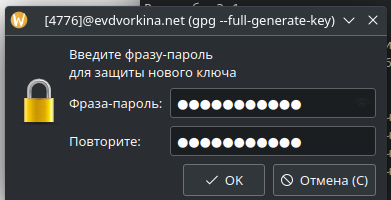 [4776]@evdvorkina.net (gpg --full-generate-key)
Введите фразу-пароль
для защиты нового ключа
Фраза-пароль: ●●●●●●●●●●●
Повторите: ●●●●●●●●●●●
OK
Отмена (C)